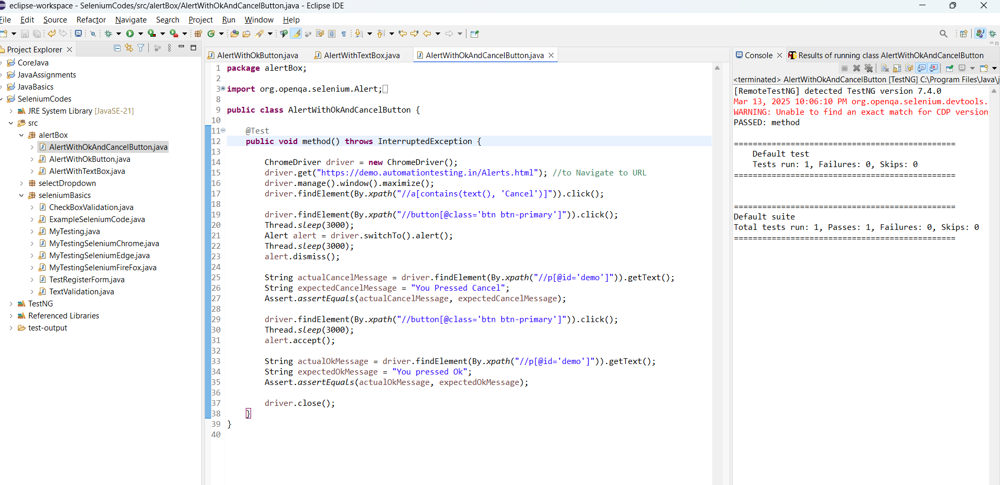 eclipse-workspace - SeleniumCodes/src/alertBox/AlertWithOkAndCancelButton.java - Eclipse IDE
File Edit Source Refactor Navigate Search Project Run Window Help
Project Explorer
CoreJava
JavaAssignments
JavaBasics
SeleniumCodes
JRE System Library [JavaSE-21]
src
alertBox
AlertWithOkAndCancelButton.java
AlertWithOkButton.java
AlertWithTextBox.java
selectDropdown
seleniumBasics
CheckBoxValidation.java
ExampleSeleniumCode.java
MyTesting.java
MyTestingSeleniumChrome.java
MyTestingSeleniumEdge.java
MyTestingSeleniumFireFox.java
TestRegisterForm.java
TextValidation.java
TestNG
Referenced Libraries
test-output
AlertWithOkButton.java AlertWithTextBox.java AlertWithOkAndCancelButton.java
1 package alertBox;
2
3 import org.openqa.selenium.Alert;
8
9 public class AlertWithOkAndCancelButton {
10
11 @Test
12 public void method() throws InterruptedException {
13
14 ChromeDriver driver = new ChromeDriver();
15 driver.get("https://demo.automationtesting.in/Alerts.html"); //to Navigate to URL
16 driver.manage().window().maximize();
17 driver.findElement(By.xpath("//a[contains(text(), 'Cancel')]")).click();
18
19 driver.findElement(By.xpath("//button[@class='btn btn-primary']")).click();
20 Thread.sleep(3000);
21 Alert alert = driver.switchTo().alert();
22 Thread.sleep(3000);
23 alert.dismiss();
24
25 String actualCancelMessage = driver.findElement(By.xpath("//p[@id='demo']")).getText();
26 String expectedCancelMessage = "You Pressed Cancel";
27 Assert.assertEquals(actualCancelMessage, expectedCancelMessage);
28
29 driver.findElement(By.xpath("//button[@class='btn btn-primary']")).click();
30 Thread.sleep(3000);
31 alert.accept();
32
33 String actualOkMessage = driver.findElement(By.xpath("//p[@id='demo']")).getText();
34 String expectedOkMessage = "You pressed Ok";
35 Assert.assertEquals(actualOkMessage, expectedOkMessage);
36
37 driver.close();
38 }
39 }
40
Console Results of running class AlertWithOkAndCancelButton
<terminated> AlertWithOkAndCancelButton [TestNG] C:\Program Files\Java\j
[RemoteTestNG] detected TestNG version 7.4.0
Mar 13, 2025 10:06:10 PM org.openqa.selenium.devtools.
WARNING: Unable to find an exact match for CDP version
PASSED: method
===============================================
Default test
Tests run: 1, Failures: 0, Skips: 0
===============================================
===============================================
Default suite
Total tests run: 1, Passes: 1, Failures: 0, Skips: 0
===============================================